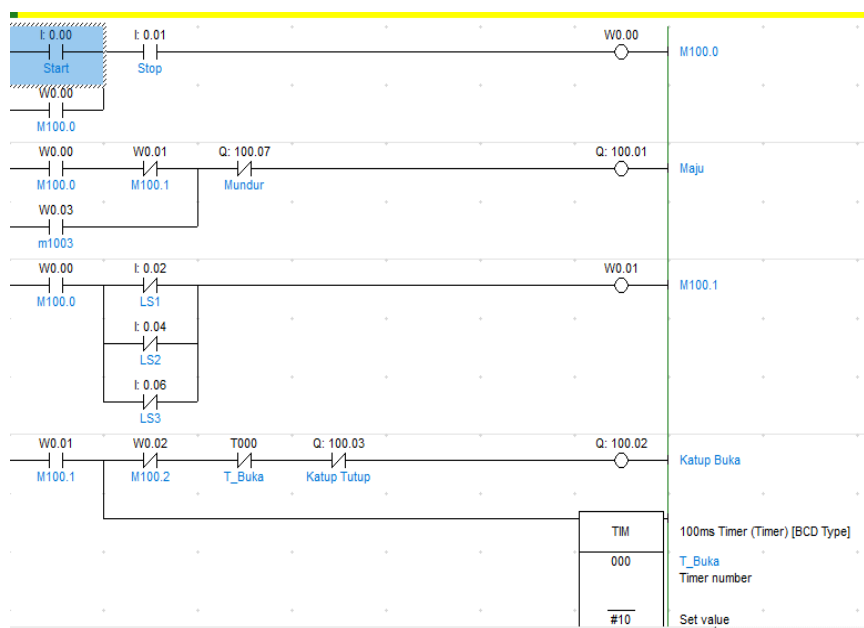 I: 0.00 I: 0.01 W0.00
Start Stop M100.0
W0.00
M100.0
W0.00 W0.01 Q: 100.07 Q: 100.01
M100.0 M100.1 Mundur Maju
W0.03
m1003
W0.00 I: 0.02 W0.01
M100.0 LS1 M100.1
I: 0.04
LS2
I: 0.06
LS3
W0.01 W0.02 T000 Q: 100.03 Q: 100.02
M100.1 M100.2 T_Buka Katup Tutup Katup Buka
TIM 100ms Timer (Timer) [BCD Type]
000 T_Buka
Timer number
#10 Set value